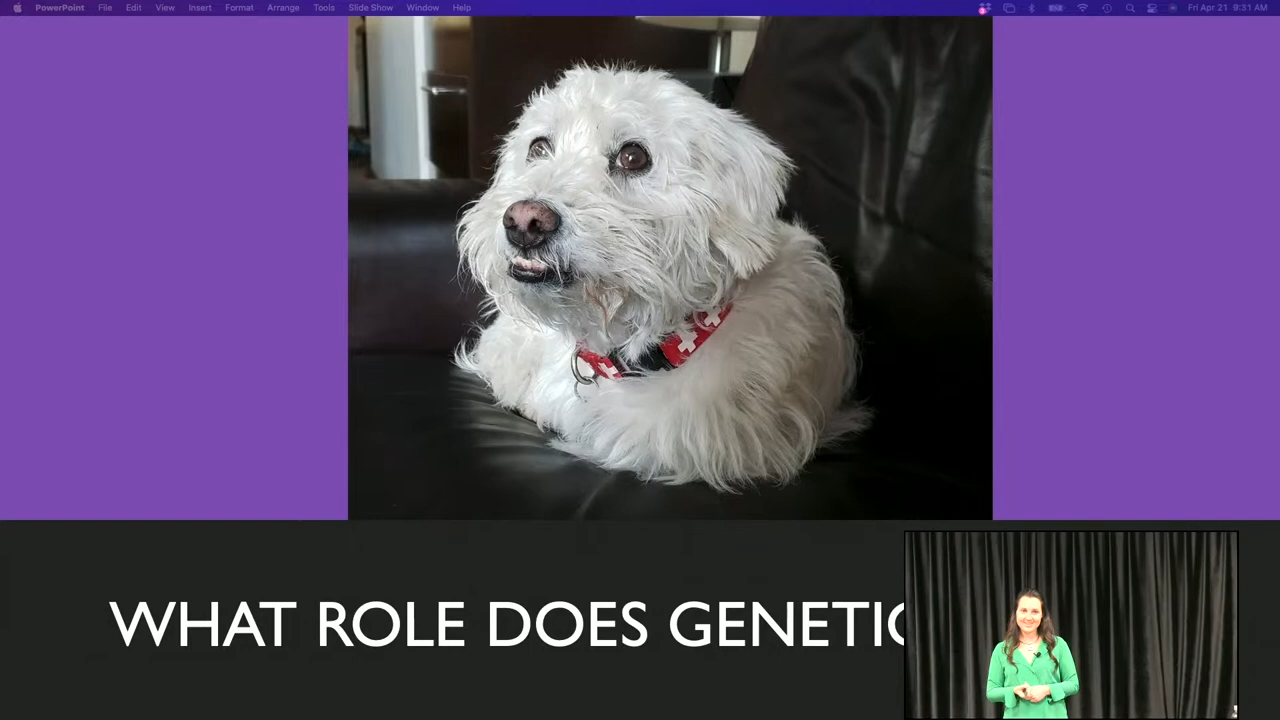 PowerPoint File Edit View Insert Format Arrange Tools Slide Show Window Help Fri Apr 21 9:31 AM
WHAT ROLE DOES GENETIC